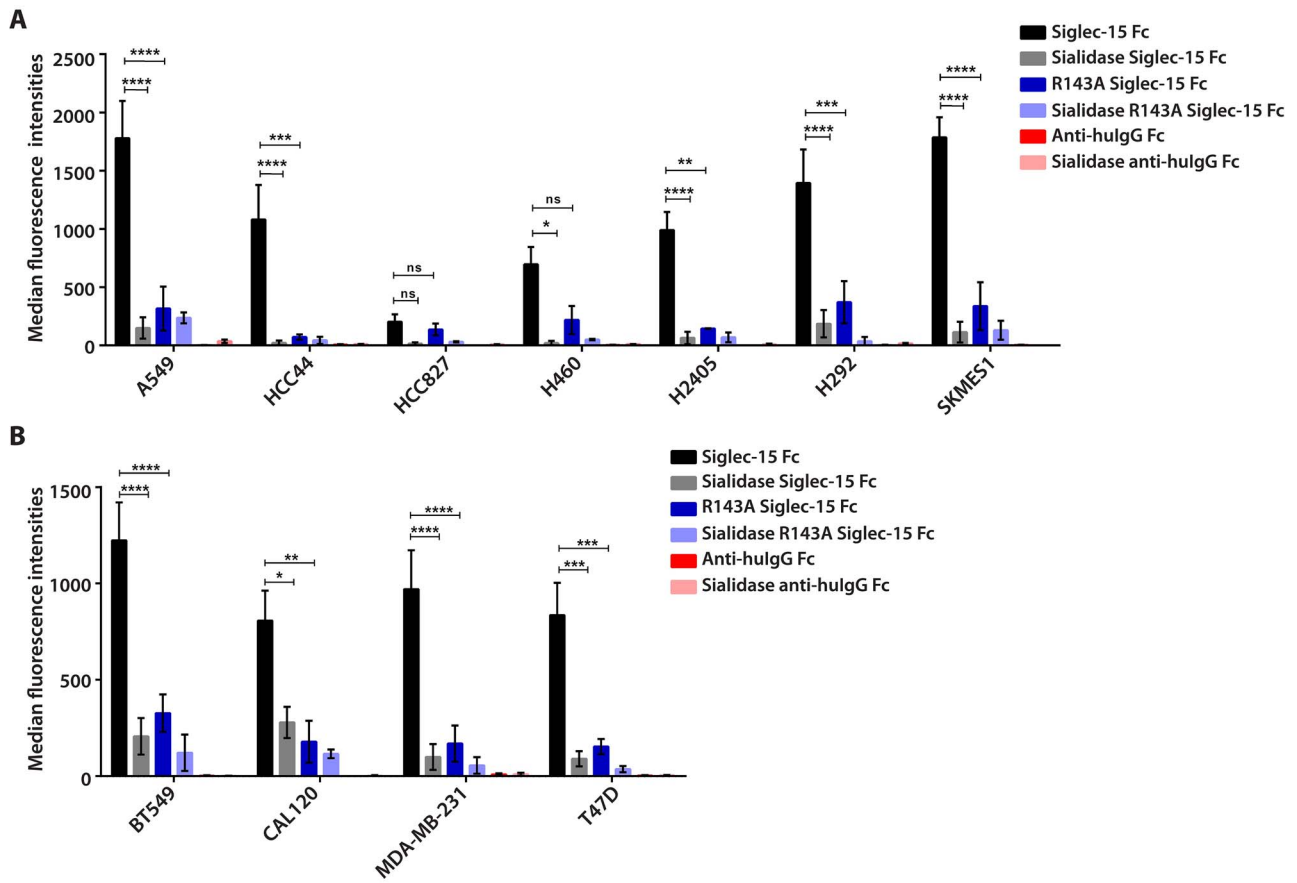 A
Median fluorescence intensities
2500
2000
1500
1000
500
0
****
****
***
****
ns
ns
ns
*
**
****
***
****
****
****
A549
HCC44
HCC827
H460
H2405
H292
SKMES1
Siglec-15 Fc
Sialidase Siglec-15 Fc
R143A Siglec-15 Fc
Sialidase R143A Siglec-15 Fc
Anti-huIgG Fc
Sialidase anti-huIgG Fc
B
Median fluorescence intensities
1500
1000
500
0
****
****
**
*
****
****
***
***
BT549
CAL120
MDA-MB-231
T47D
Siglec-15 Fc
Sialidase Siglec-15 Fc
R143A Siglec-15 Fc
Sialidase R143A Siglec-15 Fc
Anti-huIgG Fc
Sialidase anti-huIgG Fc